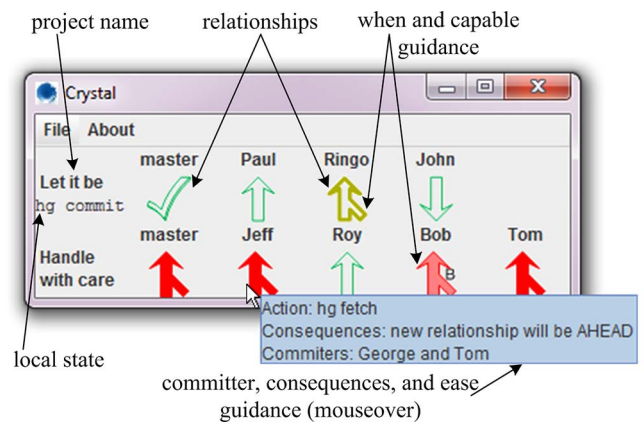 project name
relationships
when and capable
guidance
Crystal
File About
master Paul Ringo John
Let it be
hg commit
master Jeff Roy Bob Tom
Handle
with care
B
Action: hg fetch
Consequences: new relationship will be AHEAD
Commiters: George and Tom
local state
committer, consequences, and ease
guidance (mouseover)